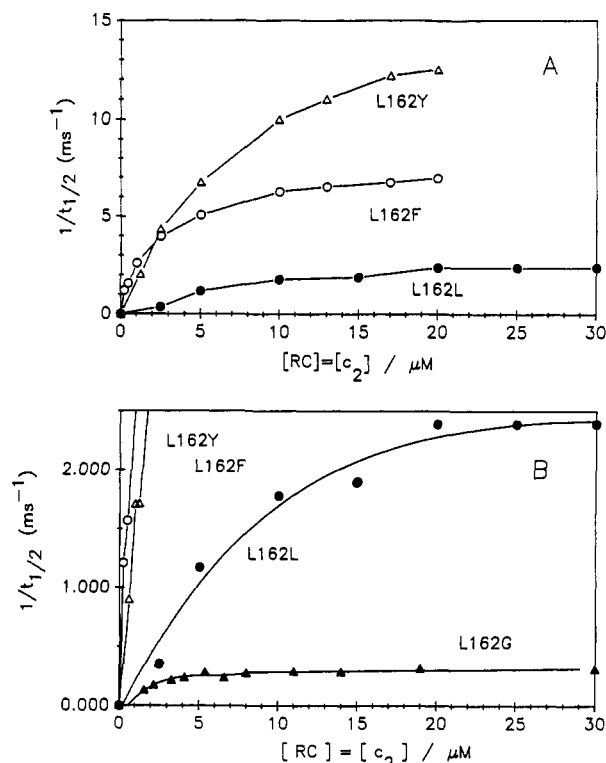 15
A
10
L162Y
1/t1/2 (ms−1)
L162F
5
L162L
0
0 5 10 15 20 25 30
[RC]=[c2] / μM
L162Y
B
L162F
2.000
1/t1/2 (ms−1)
L162L
1.000
L162G
0.000
0 5 10 15 20 25 30
[ RC] = [ c2] / μM